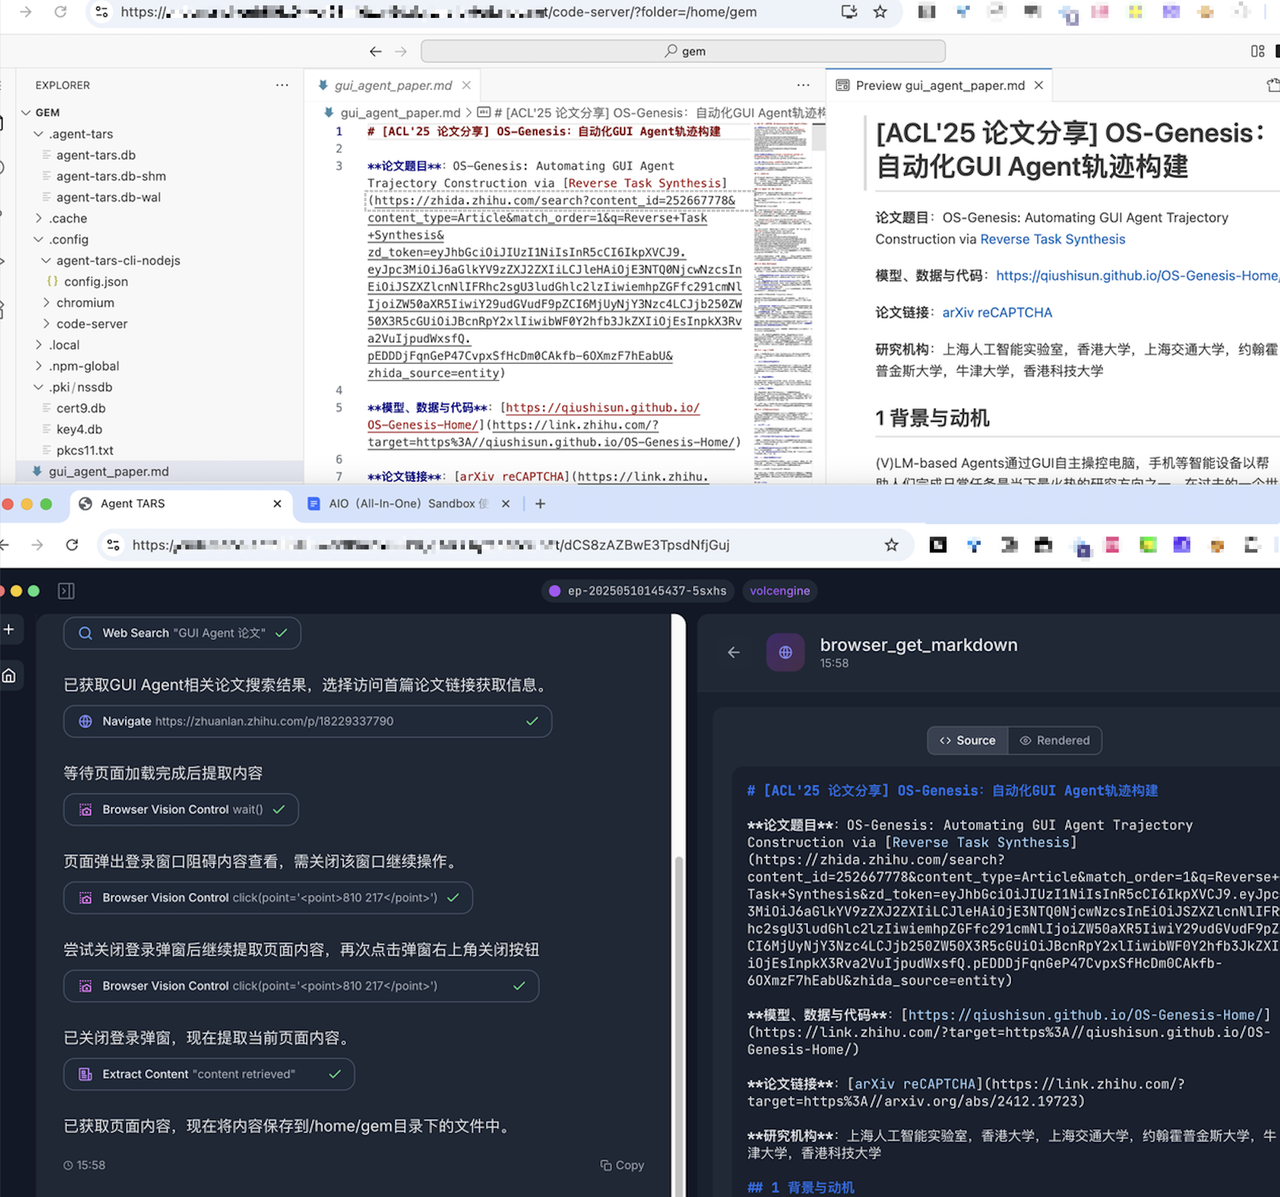 https://
/code-server/?folder=/home/gem
gem
EXPLORER
GEM
.agent-tars
agent-tars.db
agent-tars.db-shm
agent-tars.db-wal
.cache
.config
agent-tars-cli-nodejs
{} config.json
chromium
code-server
.local
.npm-global
.pki/nssdb
cert9.db
key4.db
pkcs11.txt
gui_agent_paper.md
gui_agent_paper.md
gui_agent_paper.md > # [ACL'25 论文分享] OS-Genesis：自动化GUI Agent轨迹构
1 # [ACL'25 论文分享] OS-Genesis：自动化GUI Agent轨迹构建
2
3 **论文题目**：OS-Genesis: Automating GUI Agent
Trajectory Construction via [Reverse Task Synthesis]
(https://zhida.zhihu.com/search?content_id=252667778&
content_type=Article&match_order=1&q=Reverse+Task
+Synthesis&
zd_token=eyJhbGciOiJIUzI1NiIsInR5cCI6IkpXVCJ9.
4
5 **模型、数据与代码**：[https://qiushisun.github.io/
OS-Genesis-Home/](https://link.zhihu.com/?
target=https%3A//qiushisun.github.io/OS-Genesis-Home/)
6
7 **论文链接**：[arXiv reCAPTCHA](https://link.zhihu.
zhida_source=entity)
Preview gui_agent_paper.md
[ACL'25 论文分享] OS-Genesis：
自动化GUI Agent轨迹构建
论文题目：OS-Genesis: Automating GUI Agent Trajectory
Construction via Reverse Task Synthesis
模型、数据与代码：https://qiushisun.github.io/OS-Genesis-Home/
论文链接：arXiv reCAPTCHA
研究机构：上海人工智能实验室，香港大学，上海交通大学，约翰霍
普金斯大学，牛津大学，香港科技大学
1 背景与动机
(V)LM-based Agents通过GUI自主操控电脑，手机等智能设备以帮
助人们完成日常任务是当下最火热的研究方向之一。在过去的一个世
Agent TARS
AIO（All-In-One）Sandbox 使
https://
t/dCS8zAZBwE3TpsdNfjGuj
ep-20250510145437-5sxhs
volcengine
Web Search "GUI Agent 论文"
已获取GUI Agent相关论文搜索结果，选择访问首篇论文链接获取信息。
Navigate https://zhuanlan.zhihu.com/p/18229337790
等待页面加载完成后提取内容
Browser Vision Control wait()
页面弹出登录窗口阻碍内容查看，需关闭该窗口继续操作。
Browser Vision Control click(point='<point>810 217</point>')
尝试关闭登录弹窗后继续提取页面内容，再次点击弹窗右上角关闭按钮
Browser Vision Control click(point='<point>810 217</point>')
已关闭登录弹窗，现在提取当前页面内容。
Extract Content "content retrieved"
已获取页面内容，现在将内容保存到/home/gem目录下的文件中。
15:58
Copy
browser_get_markdown
15:58
Source
Rendered
# [ACL'25 论文分享] OS-Genesis：自动化GUI Agent轨迹构建
**论文题目**：OS-Genesis: Automating GUI Agent Trajectory
Construction via [Reverse Task Synthesis]
(https://zhida.zhihu.com/search?
content_id=252667778&content_type=Article&match_order=1&q=Reverse+
Task+Synthesis&zd_token=eyJhbGciOiJIUzI1NiIsInR5cCI6IkpXVCJ9.eyJpc
6OXmzF7hEabU&zhida_source=entity)
**模型、数据与代码**：[https://qiushisun.github.io/OS-Genesis-Home/]
(https://link.zhihu.com/?target=https%3A//qiushisun.github.io/OS-
Genesis-Home/)
**论文链接**：[arXiv reCAPTCHA](https://link.zhihu.com/?
target=https%3A//arxiv.org/abs/2412.19723)
**研究机构**：上海人工智能实验室，香港大学，上海交通大学，约翰霍普金斯大学，牛
津大学，香港科技大学
## 1 背景与动机